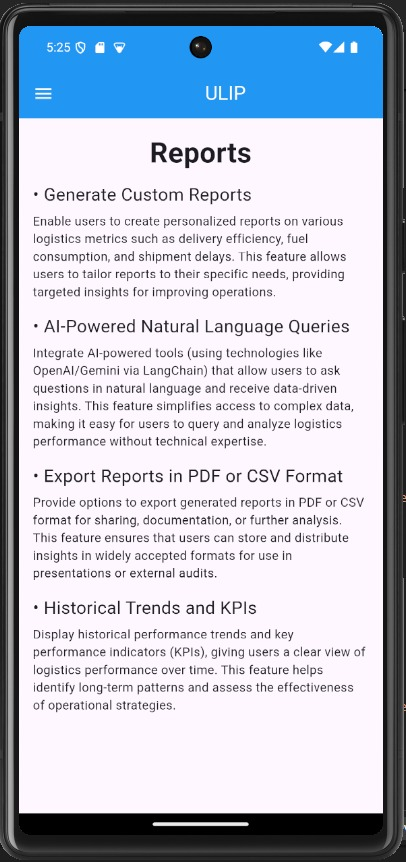 5:25
ULIP
Reports
• Generate Custom Reports
Enable users to create personalized reports on various
logistics metrics such as delivery efficiency, fuel
consumption, and shipment delays. This feature allows
users to tailor reports to their specific needs, providing
targeted insights for improving operations.
• AI-Powered Natural Language Queries
Integrate AI-powered tools (using technologies like
OpenAI/Gemini via LangChain) that allow users to ask
questions in natural language and receive data-driven
insights. This feature simplifies access to complex data,
making it easy for users to query and analyze logistics
performance without technical expertise.
• Export Reports in PDF or CSV Format
Provide options to export generated reports in PDF or CSV
format for sharing, documentation, or further analysis.
This feature ensures that users can store and distribute
insights in widely accepted formats for use in
presentations or external audits.
• Historical Trends and KPIs
Display historical performance trends and key
performance indicators (KPIs), giving users a clear view of
logistics performance over time. This feature helps
identify long-term patterns and assess the effectiveness
of operational strategies.